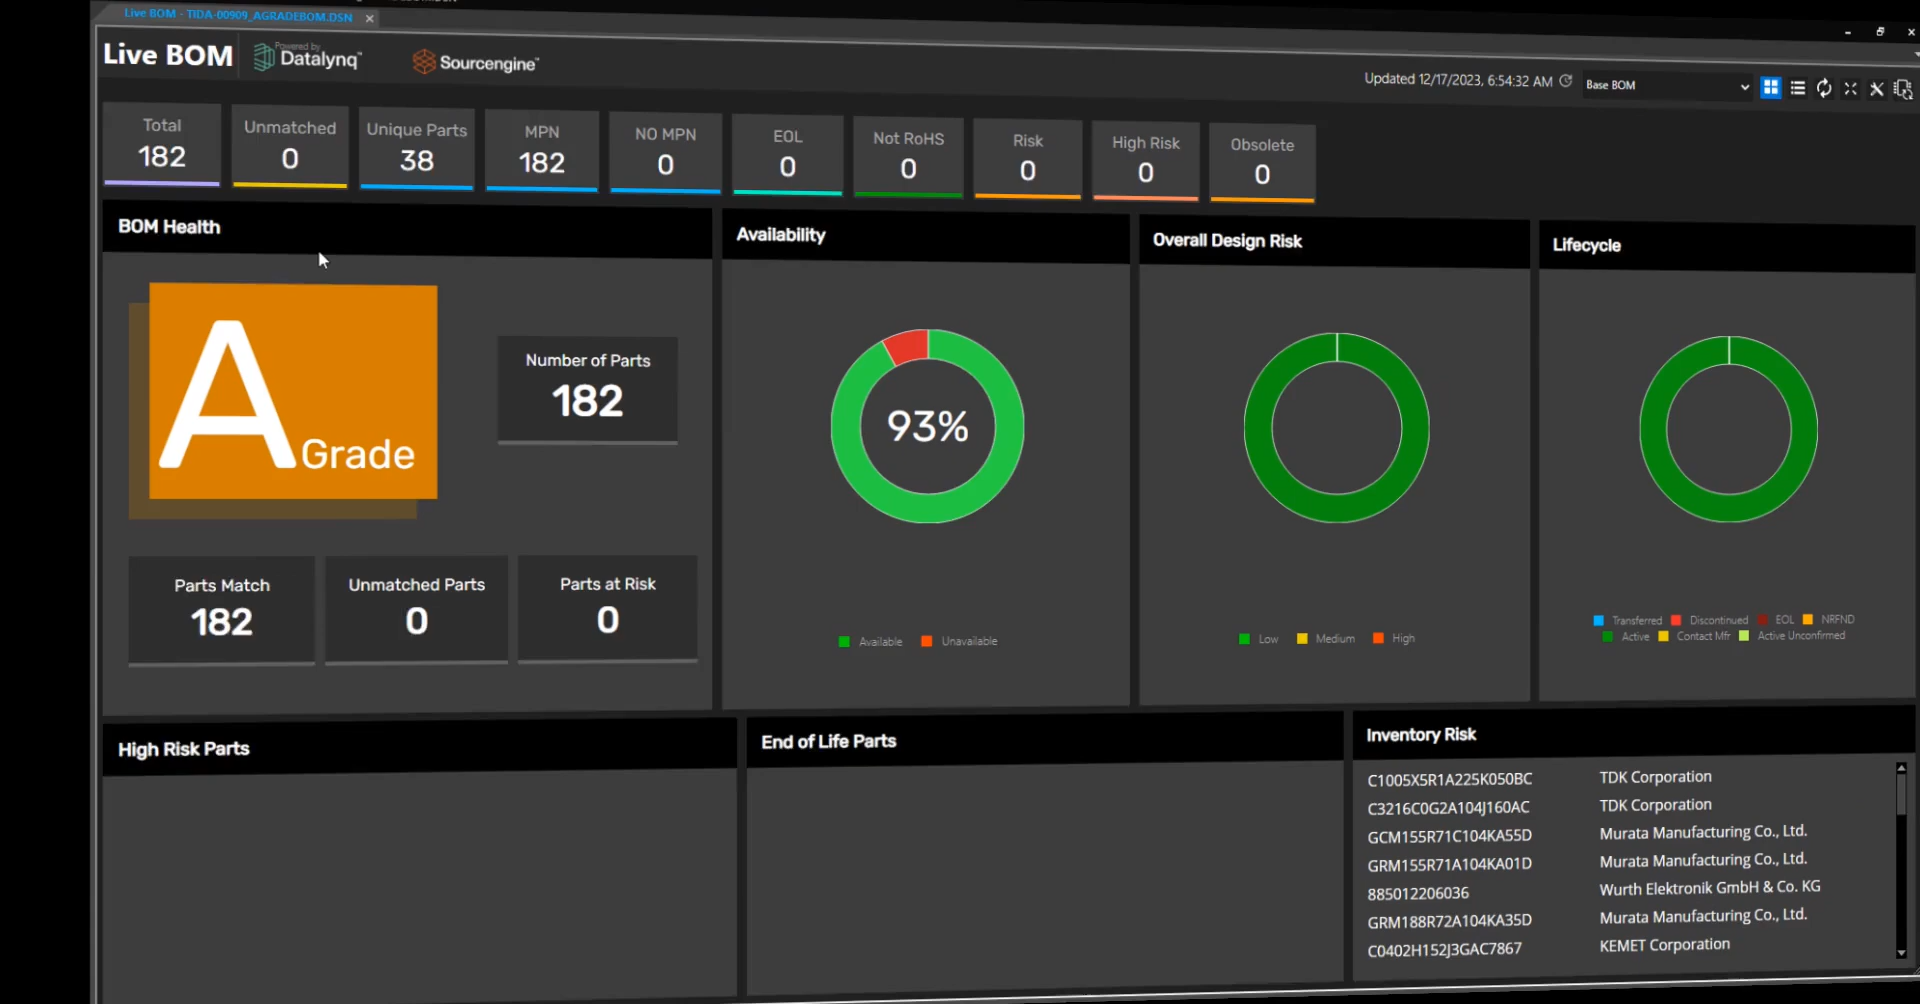 Live BOM - TIDA-00909_AGRADEBOM.DSN
Live BOM
Powered by
Datalynq™
Sourcengine™
Updated 12/17/2023, 6:54:32 AM
Base BOM
Total
182
Unmatched
0
Unique Parts
38
MPN
182
NO MPN
0
EOL
0
Not RoHS
0
Risk
0
High Risk
0
Obsolete
0
BOM Health
A Grade
Number of Parts
182
Parts Match
182
Unmatched Parts
0
Parts at Risk
0
Availability
93%
Available Unavailable
Overall Design Risk
Low Medium High
Lifecycle
Transferred Discontinued EOL NRFND
Active Contact Mfr Active Unconfirmed
High Risk Parts
End of Life Parts
Inventory Risk
C1005X5R1A225K050BC TDK Corporation
C3216C0G2A104J160AC TDK Corporation
GCM155R71C104KA55D Murata Manufacturing Co., Ltd.
GRM155R71A104KA01D Murata Manufacturing Co., Ltd.
885012206036 Wurth Elektronik GmbH & Co. KG
GRM188R72A104KA35D Murata Manufacturing Co., Ltd.
C0402H152J3GAC7867 KEMET Corporation